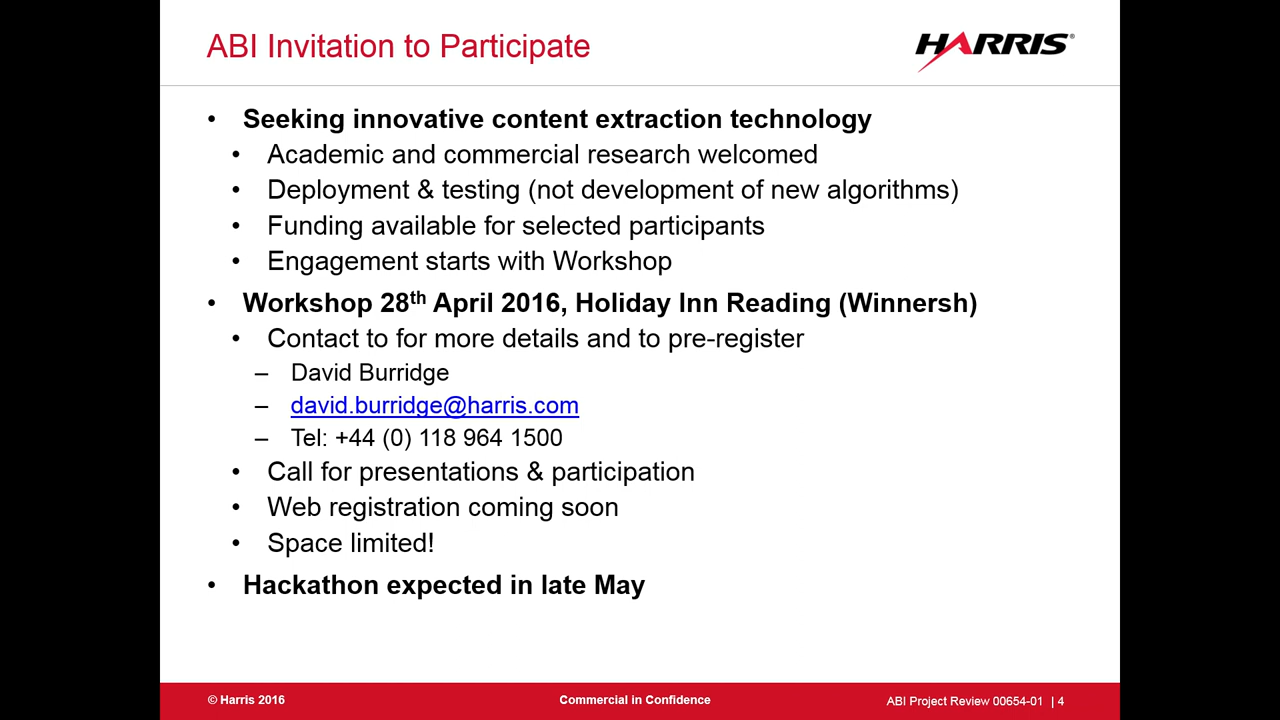 ABI Invitation to Participate
HARRIS®
• Seeking innovative content extraction technology
• Academic and commercial research welcomed
• Deployment & testing (not development of new algorithms)
• Funding available for selected participants
• Engagement starts with Workshop
• Workshop 28th April 2016, Holiday Inn Reading (Winnersh)
• Contact to for more details and to pre-register
– David Burridge
– david.burridge@harris.com
– Tel: +44 (0) 118 964 1500
• Call for presentations & participation
• Web registration coming soon
• Space limited!
• Hackathon expected in late May
© Harris 2016
Commercial in Confidence
ABI Project Review 00654-01 | 4